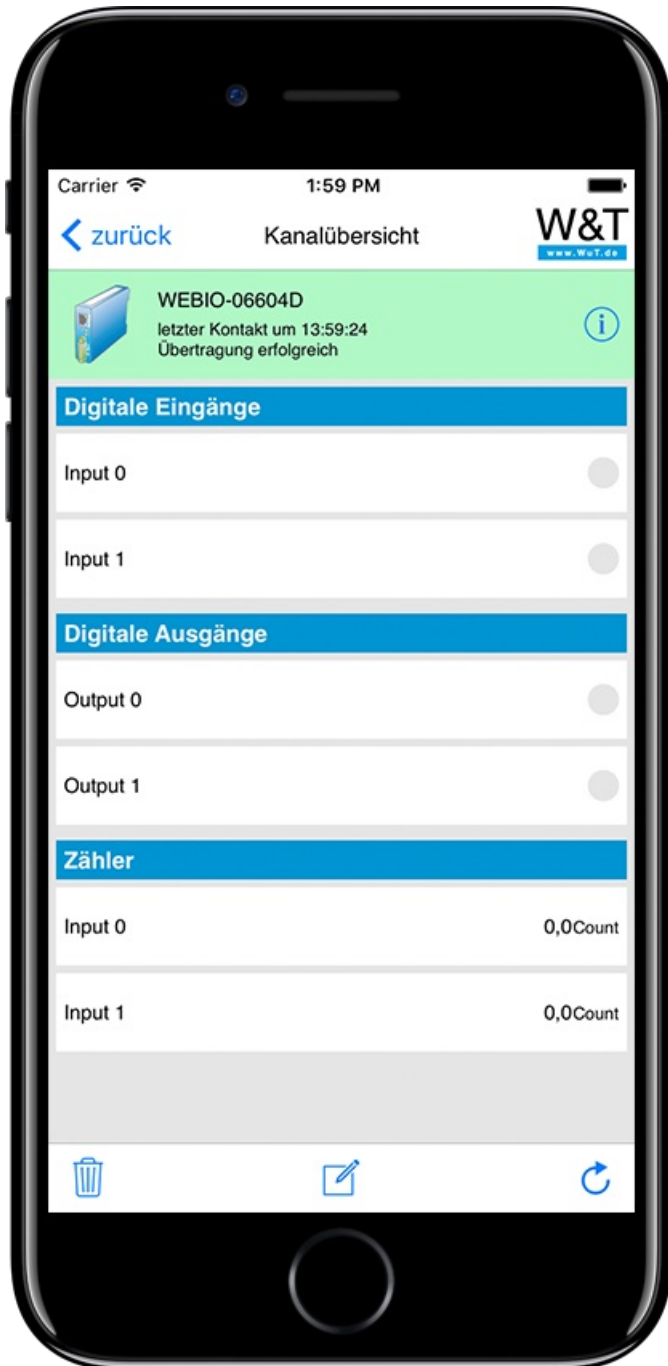 Carrier
1:59 PM
zurück
Kanalübersicht
W&T
www.WuT.de
WEBIO-06604D
letzter Kontakt um 13:59:24
Übertragung erfolgreich
Digitale Eingänge
Input 0
Input 1
Digitale Ausgänge
Output 0
Output 1
Zähler
Input 0
0,0Count
Input 1
0,0Count